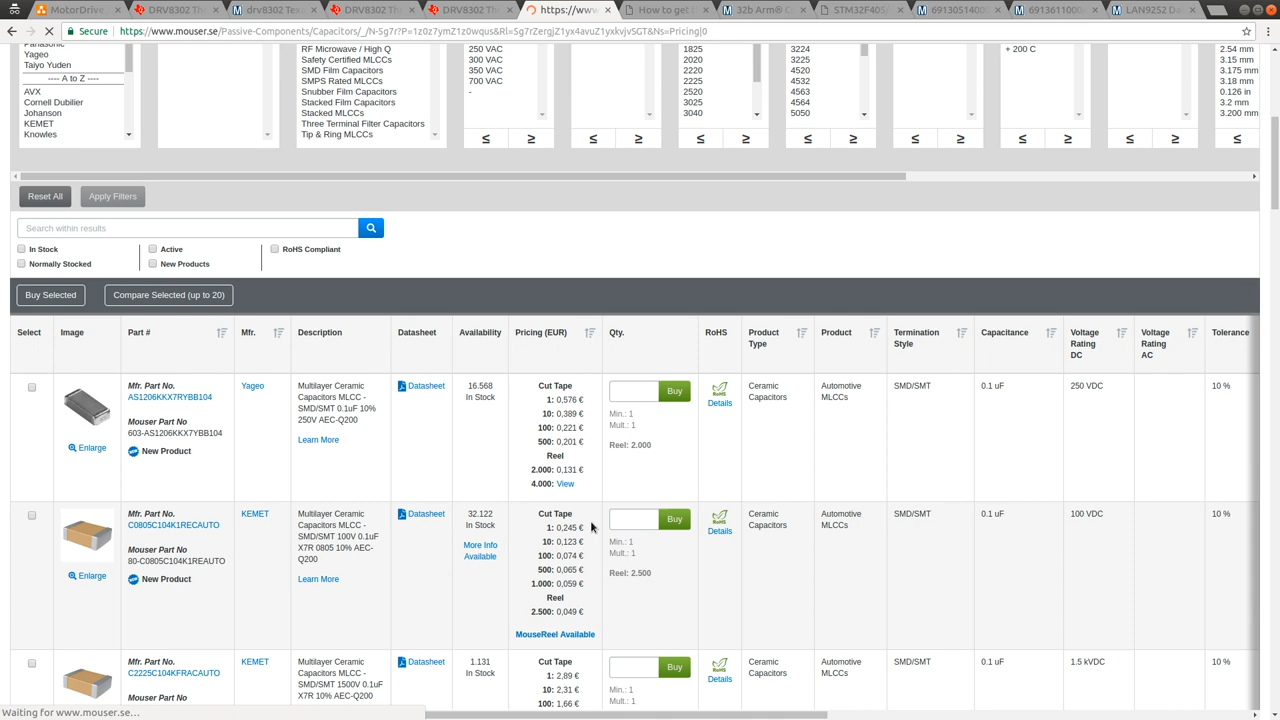 MotorDrive
DRV8302 Th
drv8302 Tex
DRV8302 Th
DRV8302 Th
https://www
How to get
32b Arm® C
STM32F405/
6913051400
6913611000
LAN9252 Da
Secure
https://www.mouser.se/Passive-Components/Capacitors/_/N-5g7r?P=1z0z7ymZ1z0wqus&Rl=5g7rZergjZ1yx4avuZ1yxkvjvSGT&Ns=Pricing|0
Panasonic
Yageo
Taiyo Yuden
---- A to Z ----
AVX
Cornell Dubilier
Johanson
KEMET
Knowles
RF Microwave / High Q
Safety Certified MLCCs
SMD Film Capacitors
SMPS Rated MLCCs
Snubber Film Capacitors
Stacked Film Capacitors
Stacked MLCCs
Three Terminal Filter Capacitors
Tip & Ring MLCCs
250 VAC
300 VAC
350 VAC
700 VAC
-
≤ ≥
≤ ≥
1825
2020
2220
2225
2520
3025
3040
≤ ≥
3224
3225
4520
4532
4563
4564
5050
≤ ≥
≤ ≥
+ 200 C
≤ ≥
≤ ≥
2.54 mm
3.15 mm
3.175 mm
3.18 mm
0.126 in
3.2 mm
3.200 mm
≤
Reset All
Apply Filters
Search within results
In Stock
Active
RoHS Compliant
Normally Stocked
New Products
Buy Selected
Compare Selected (up to 20)
Select
Image
Part #
Mfr.
Description
Datasheet
Availability
Pricing (EUR)
Qty.
RoHS
Product
Type
Product
Termination
Style
Capacitance
Voltage
Rating
DC
Voltage
Rating
AC
Tolerance
Enlarge
Mfr. Part No.
AS1206KKX7RYBB104
Mouser Part No
603-AS1206KKX7YBB104
New Product
Yageo
Multilayer Ceramic
Capacitors MLCC -
SMD/SMT 0.1uF 10%
250V AEC-Q200
Learn More
Datasheet
16.568
In Stock
Cut Tape
1: 0,576 €
10: 0,389 €
100: 0,221 €
500: 0,201 €
Reel
2.000: 0,131 €
4.000: View
Buy
Min.: 1
Mult.: 1
Reel: 2.000
RoHS
Details
Ceramic
Capacitors
Automotive
MLCCs
SMD/SMT
0.1 uF
250 VDC
10 %
Enlarge
Mfr. Part No.
C0805C104K1RECAUTO
Mouser Part No
80-C0805C104K1REAUTO
New Product
KEMET
Multilayer Ceramic
Capacitors MLCC -
SMD/SMT 100V 0.1uF
X7R 0805 10% AEC-
Q200
Learn More
Datasheet
32.122
In Stock
More Info
Available
Cut Tape
1: 0,245 €
10: 0,123 €
100: 0,074 €
500: 0,065 €
1.000: 0,059 €
Reel
2.500: 0,049 €
MouseReel Available
Buy
Min.: 1
Mult.: 1
Reel: 2.500
RoHS
Details
Ceramic
Capacitors
Automotive
MLCCs
SMD/SMT
0.1 uF
100 VDC
10 %
Mfr. Part No.
C2225C104KFRACAUTO
Mouser Part No
KEMET
Multilayer Ceramic
Capacitors MLCC -
SMD/SMT 1500V 0.1uF
X7R 10% AEC-Q200
Datasheet
1.131
In Stock
Cut Tape
1: 2,89 €
10: 2,31 €
100: 1,66 €
Buy
Min.: 1
Mult.: 1
RoHS
Details
Ceramic
Capacitors
Automotive
MLCCs
SMD/SMT
0.1 uF
1.5 kVDC
10 %
Waiting for www.mouser.se...